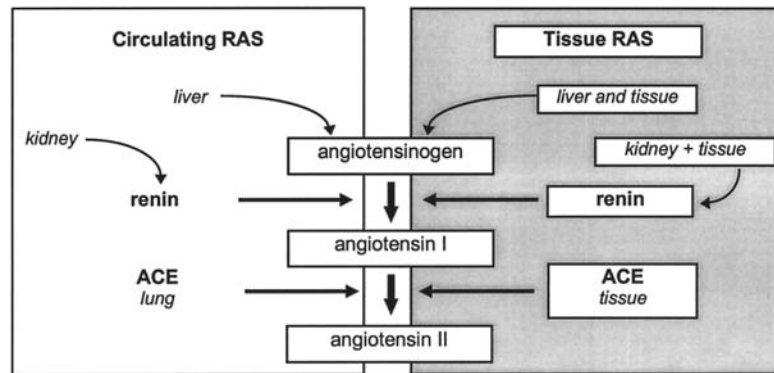 Circulating RAS
Tissue RAS
liver
liver and tissue
kidney
angiotensinogen
kidney + tissue
renin
renin
angiotensin I
ACE
lung
ACE
tissue
angiotensin II